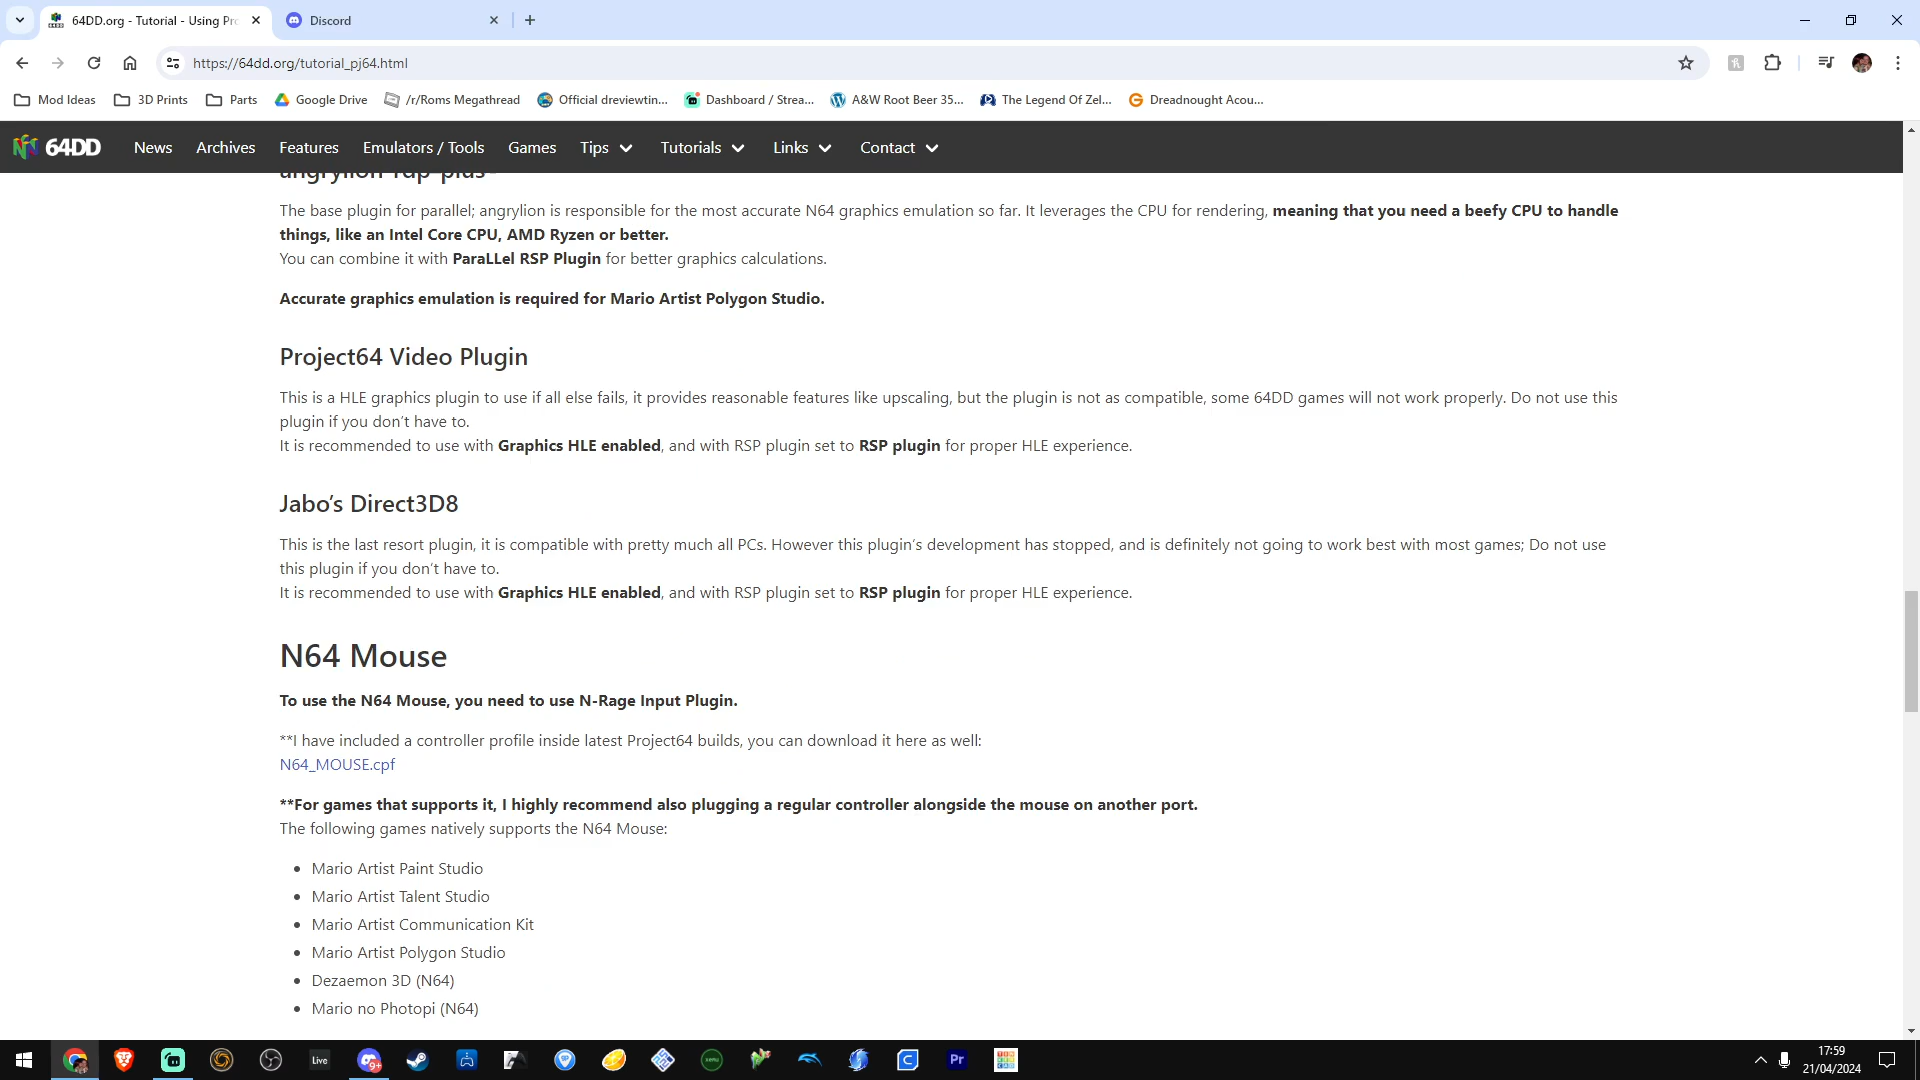 64DD.org - Tutorial - Using Pr
Discord
https://64dd.org/tutorial_pj64.html
Mod Ideas
3D Prints
Parts
Google Drive
/r/Roms Megathread
Official dreviewtin...
Dashboard / Strea...
A&W Root Beer 35...
The Legend Of Zel...
Dreadnought Acou...
64DD
News
Archives
Features
Emulators / Tools
Games
Tips
Tutorials
Links
Contact
angrylion-rdp-plus
The base plugin for parallel; angrylion is responsible for the most accurate N64 graphics emulation so far. It leverages the CPU for rendering, meaning that you need a beefy CPU to handle
things, like an Intel Core CPU, AMD Ryzen or better.
You can combine it with ParaLLel RSP Plugin for better graphics calculations.
Accurate graphics emulation is required for Mario Artist Polygon Studio.
Project64 Video Plugin
This is a HLE graphics plugin to use if all else fails, it provides reasonable features like upscaling, but the plugin is not as compatible, some 64DD games will not work properly. Do not use this
plugin if you don’t have to.
It is recommended to use with Graphics HLE enabled, and with RSP plugin set to RSP plugin for proper HLE experience.
Jabo’s Direct3D8
This is the last resort plugin, it is compatible with pretty much all PCs. However this plugin’s development has stopped, and is definitely not going to work best with most games; Do not use
this plugin if you don’t have to.
It is recommended to use with Graphics HLE enabled, and with RSP plugin set to RSP plugin for proper HLE experience.
N64 Mouse
To use the N64 Mouse, you need to use N-Rage Input Plugin.
**I have included a controller profile inside latest Project64 builds, you can download it here as well:
N64_MOUSE.cpf
**For games that supports it, I highly recommend also plugging a regular controller alongside the mouse on another port.
The following games natively supports the N64 Mouse:
• Mario Artist Paint Studio
• Mario Artist Talent Studio
• Mario Artist Communication Kit
• Mario Artist Polygon Studio
• Dezaemon 3D (N64)
• Mario no Photopi (N64)
Live
9+
xemu
Pr
17:59
21/04/2024